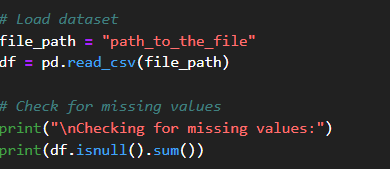 # Load dataset
file_path = "path_to_the_file"
df = pd.read_csv(file_path)
# Check for missing values
print("\nChecking for missing values:")
print(df.isnull().sum())